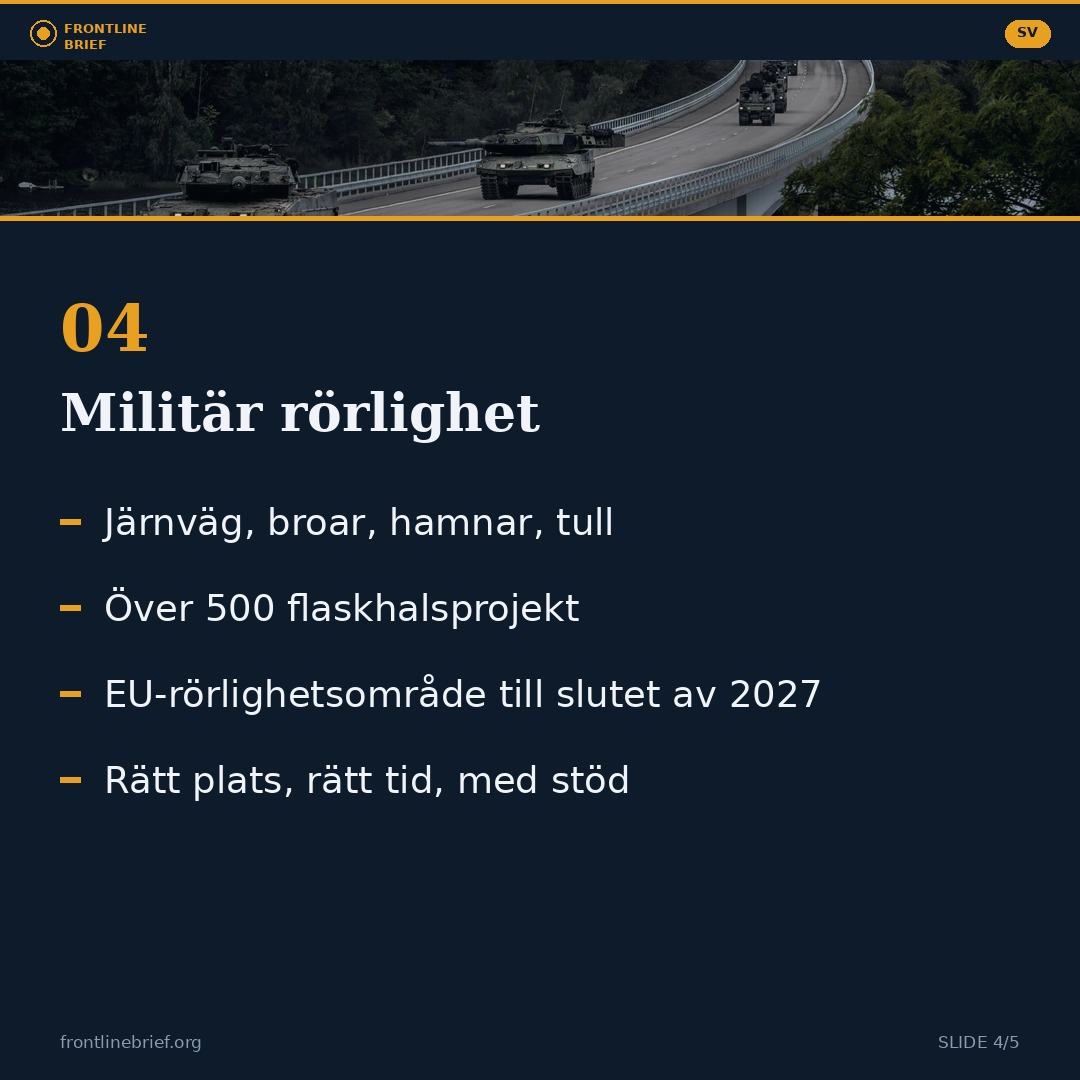 FRONTLINE
BRIEF
SV
04
Militär rörlighet
Järnväg, broar, hamnar, tull
Över 500 flaskhalsprojekt
EU-rörlighetsområde till slutet av 2027
Rätt plats, rätt tid, med stöd
frontlinebrief.org
SLIDE 4/5